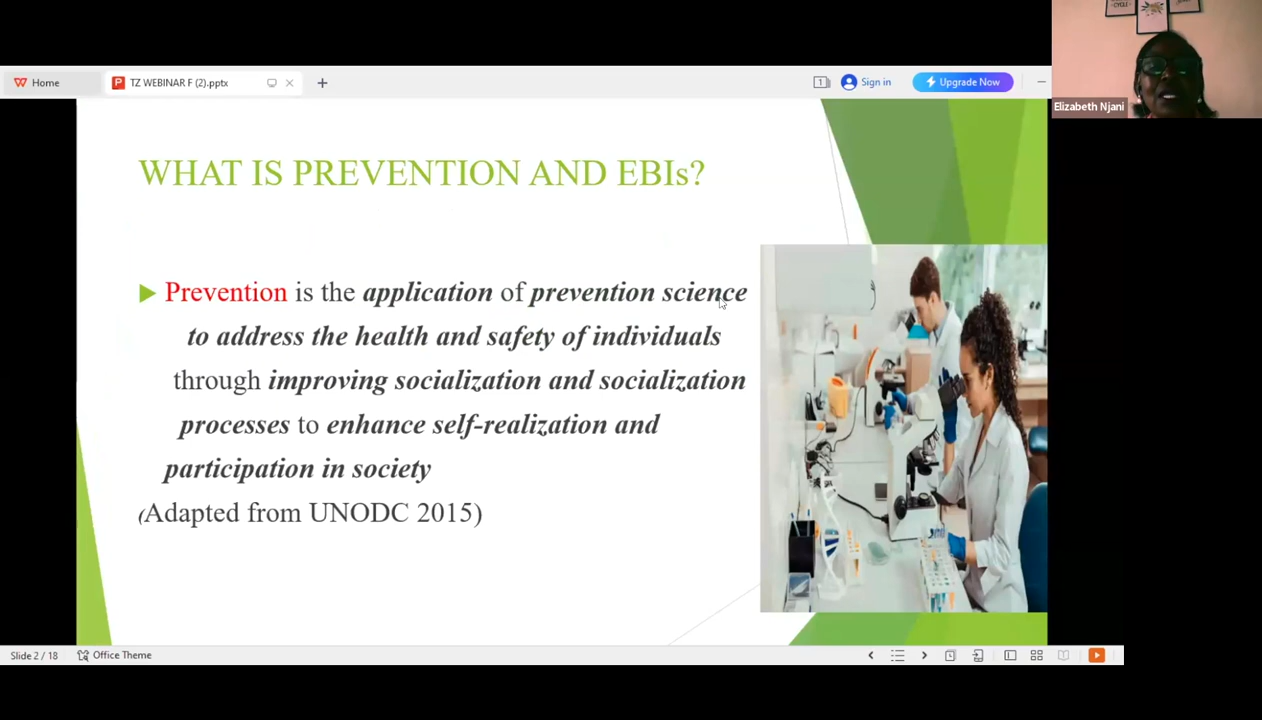 Home
TZ WEBINAR F (2).pptx
1
Sign in
Upgrade Now
Elizabeth Njani
WHAT IS PREVENTION AND EBIs?
Prevention is the application of prevention science
to address the health and safety of individuals
through improving socialization and socialization
processes to enhance self-realization and
participation in society
(Adapted from UNODC 2015)
Slide 2 / 18
Office Theme